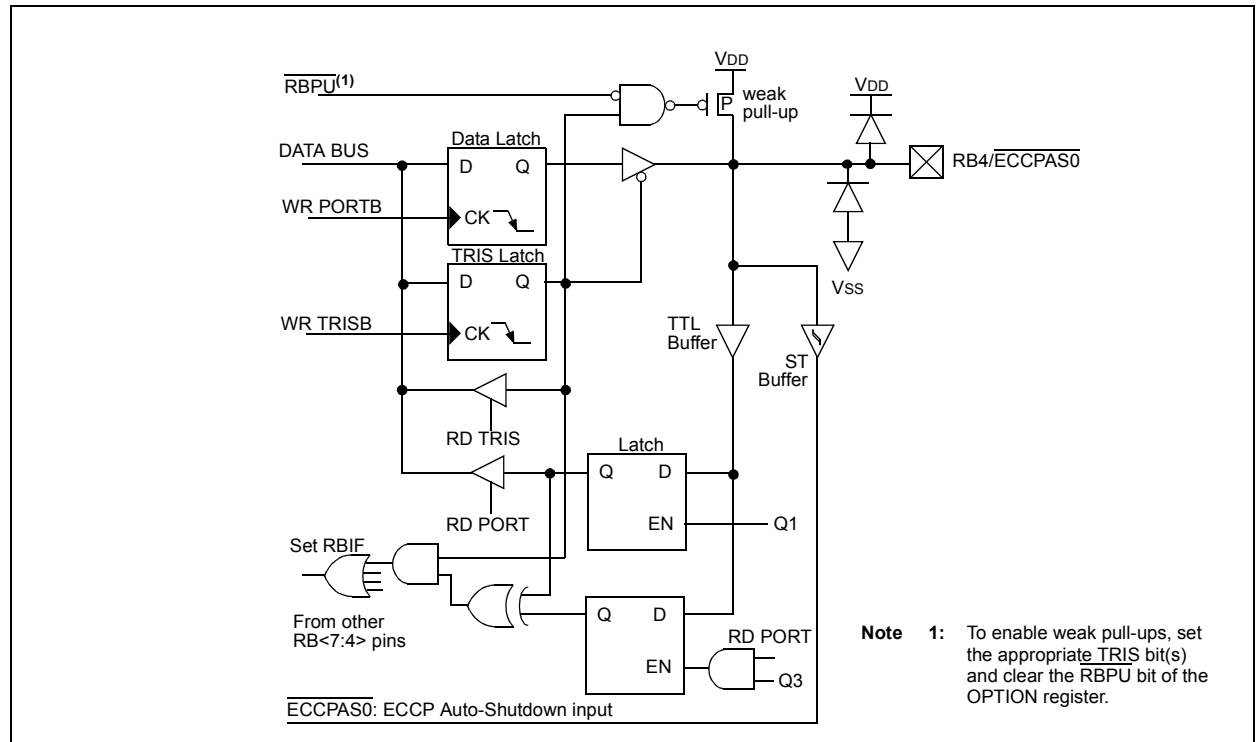 VDD
RBPU(1)
weak
pull-up
P
VDD
Data Latch
DATA BUS
D Q
RB4/ECCPAS0
WR PORTB
CK
TRIS Latch
D Q
VSS
WR TRISB
CK
TTL
Buffer
ST
Buffer
RD TRIS
Latch
Q D
RD PORT
EN
Q1
Set RBIF
From other
RB<7:4> pins
Q D
RD PORT
EN
Q3
Note 1: To enable weak pull-ups, set
the appropriate TRIS bit(s)
and clear the RBPU bit of the
OPTION register.
ECCPAS0: ECCP Auto-Shutdown input